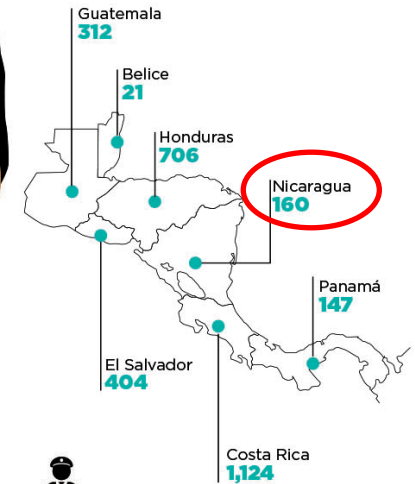 Guatemala
312
Belice
21
Honduras
706
Nicaragua
160
Panamá
147
El Salvador
404
Costa Rica
1,124